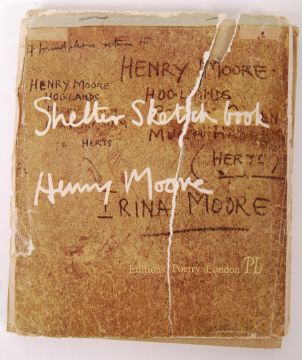 if found please return to
HENRY MOORE
HENRY MOORE
HOGLANDS
HOGLANDS
Shelter Sketch book
HERTS
(HERTS)
Henry Moore
IRINA MOORE
Editions Poetry London PL